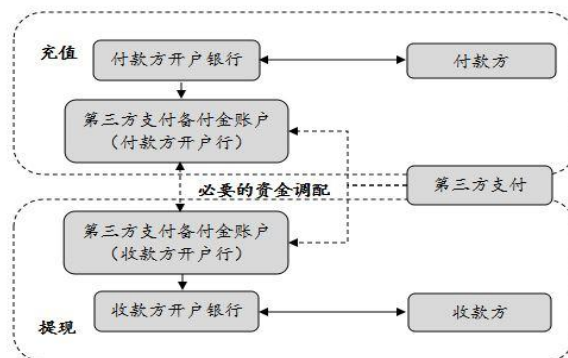 充值
付款方开户银行
付款方
第三方支付备付金账户
（付款方开户行）
必要的资金调配
第三方支付
第三方支付备付金账户
（收款方开户行）
收款方开户银行
收款方
提现